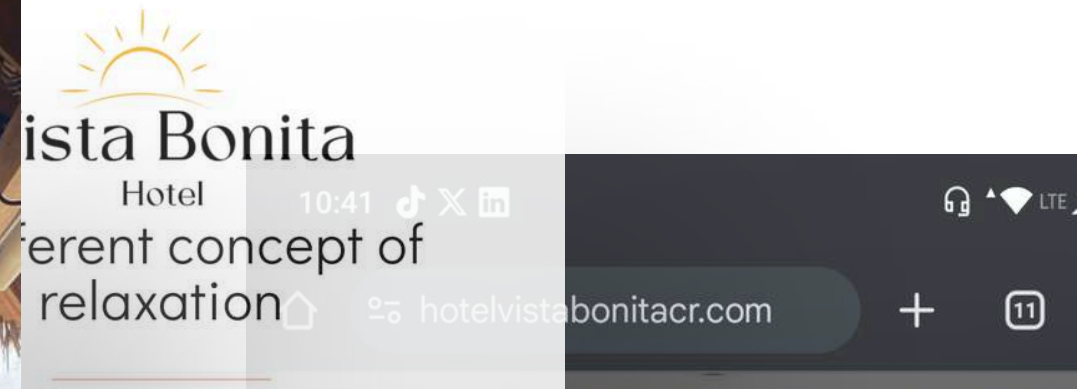 ista Bonita
Hotel
erent concept of
relaxation
10:41
LTE
hotelvistabonitacr.com
11